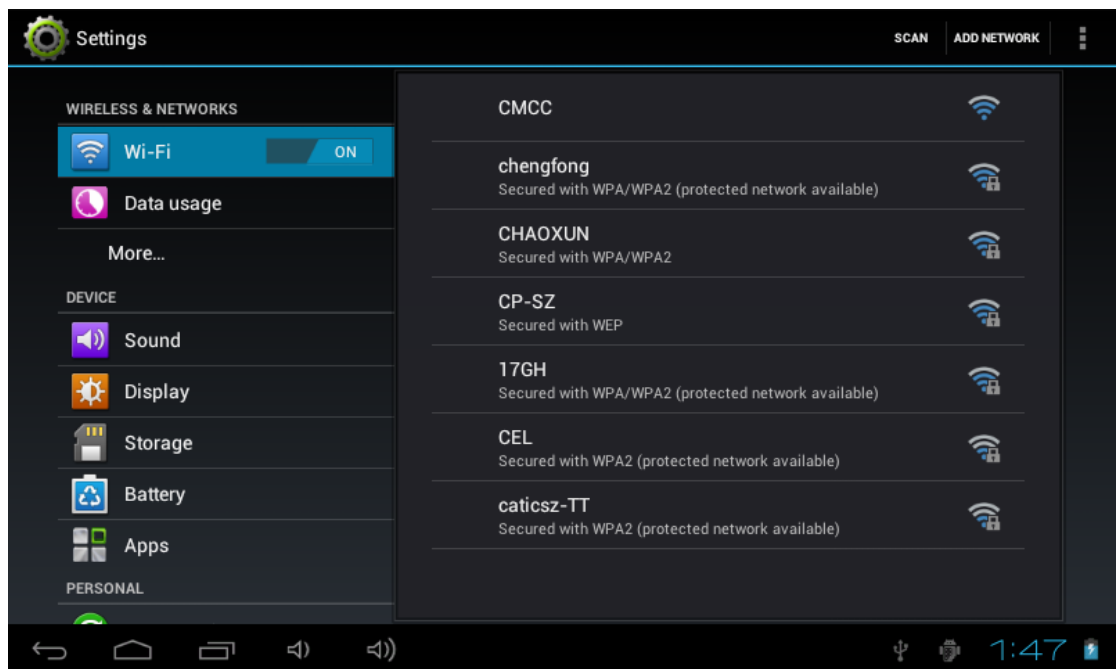 Settings
SCAN
ADD NETWORK
WIRELESS & NETWORKS
Wi-Fi
ON
Data usage
More...
DEVICE
Sound
Display
Storage
Battery
Apps
PERSONAL
CMCC
chengfong
Secured with WPA/WPA2 (protected network available)
CHAOXUN
Secured with WPA/WPA2
CP-SZ
Secured with WEP
17GH
Secured with WPA/WPA2 (protected network available)
CEL
Secured with WPA2 (protected network available)
caticsz-TT
Secured with WPA2 (protected network available)
1:47